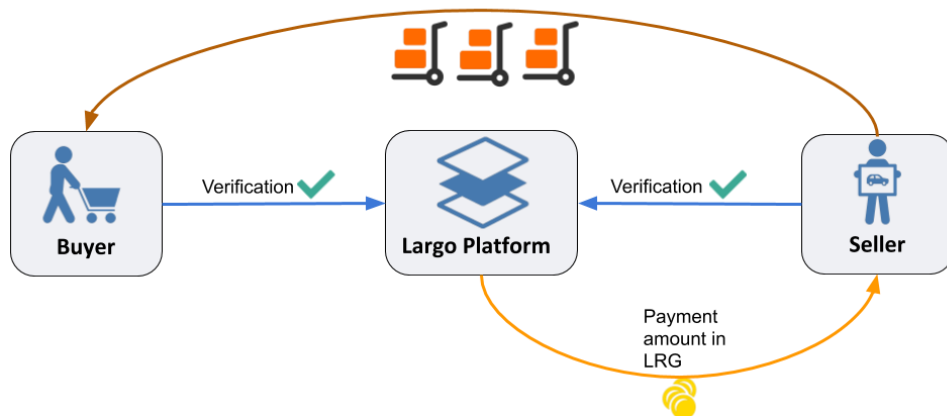 Verification
Verification
Buyer
Largo Platform
Seller
Payment
amount in
LRG